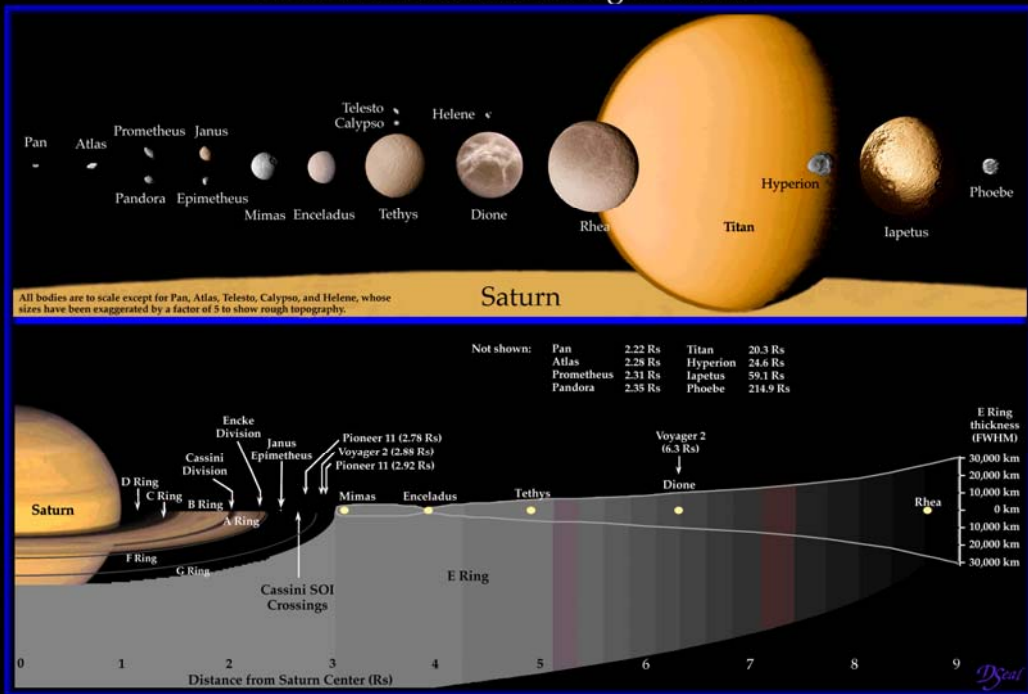 Pan
Atlas
Prometheus
Pandora
Janus
Epimetheus
Mimas
Enceladus
Telesto
Calypso
Tethys
Helene
Dione
Rhea
Titan
Hyperion
Iapetus
Phoebe
All bodies are to scale except for Pan, Atlas, Telesto, Calypso, and Helene, whose
sizes have been exaggerated by a factor of 5 to show rough topography.
Saturn
Not shown:
Pan 2.22 Rs
Atlas 2.28 Rs
Prometheus 2.31 Rs
Pandora 2.35 Rs
Titan 20.3 Rs
Hyperion 24.6 Rs
Iapetus 59.1 Rs
Phoebe 214.9 Rs
Saturn
D Ring
C Ring
Cassini
Division
B Ring
A Ring
Encke
Division
Janus
Epimetheus
F Ring
G Ring
Pioneer 11 (2.78 Rs)
Voyager 2 (2.88 Rs)
Pioneer 11 (2.92 Rs)
Cassini SOI
Crossings
Mimas
Enceladus
Tethys
Voyager 2
(6.3 Rs)
Dione
Rhea
E Ring
E Ring
thickness
(FWHM)
30,000 km
20,000 km
10,000 km
0 km
10,000 km
20,000 km
30,000 km
0 1 2 3 4 5 6 7 8 9
Distance from Saturn Center (Rs)
DSeal